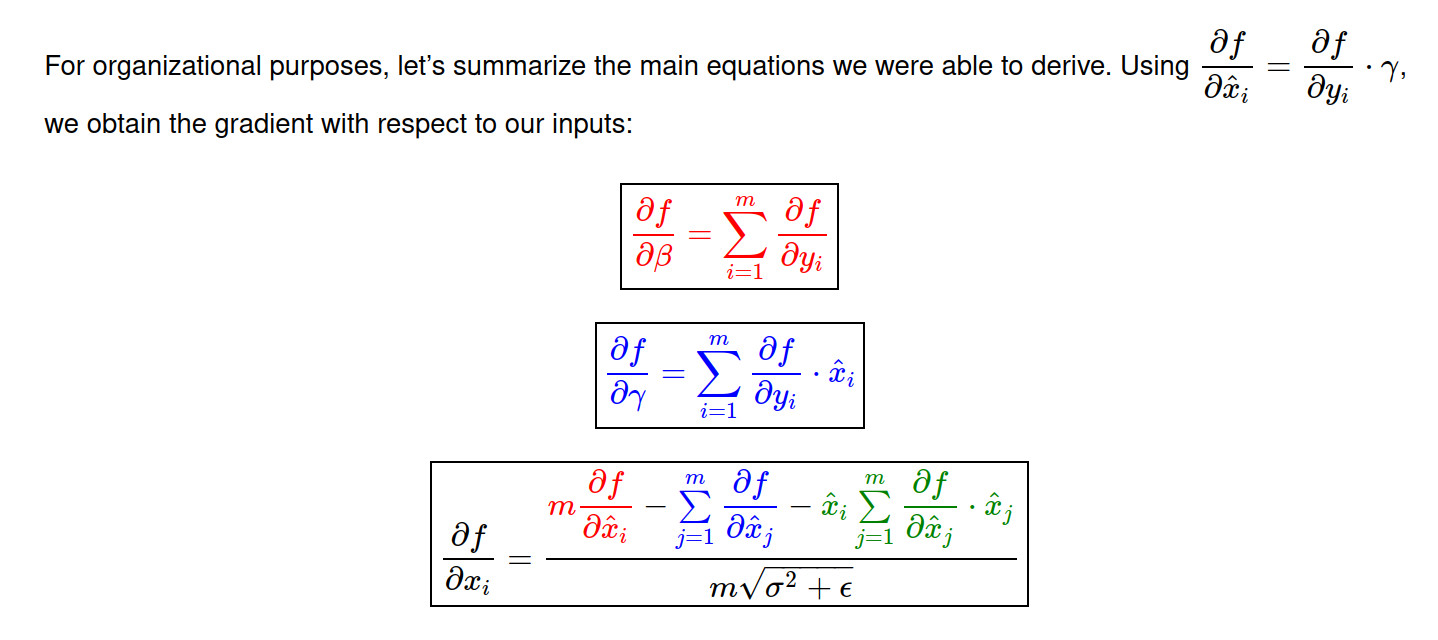 For organizational purposes, let's summarize the main equations we were able to derive. Using $\frac{\partial f}{\partial \hat{x}_i} = \frac{\partial f}{\partial y_i} \cdot \gamma$,
we obtain the gradient with respect to our inputs:
$\frac{\partial f}{\partial \beta} = \sum_{i=1}^{m} \frac{\partial f}{\partial y_i}$
$\frac{\partial f}{\partial \gamma} = \sum_{i=1}^{m} \frac{\partial f}{\partial y_i} \cdot \hat{x}_i$
$\frac{\partial f}{\partial x_i} = \frac{m \frac{\partial f}{\partial \hat{x}_i} - \sum_{j=1}^{m} \frac{\partial f}{\partial \hat{x}_j} - \hat{x}_i \sum_{j=1}^{m} \frac{\partial f}{\partial \hat{x}_j} \cdot \hat{x}_j}{m\sqrt{\sigma^2 + \epsilon}}$